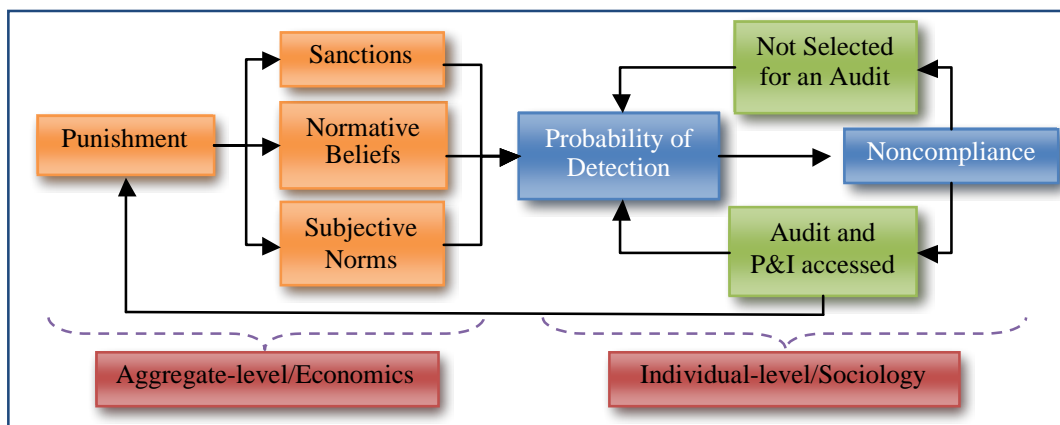 Punishment
Sanctions
Normative
Beliefs
Subjective
Norms
Probability of
Detection
Not Selected
for an Audit
Noncompliance
Audit and
P&I accessed
Aggregate-level/Economics
Individual-level/Sociology